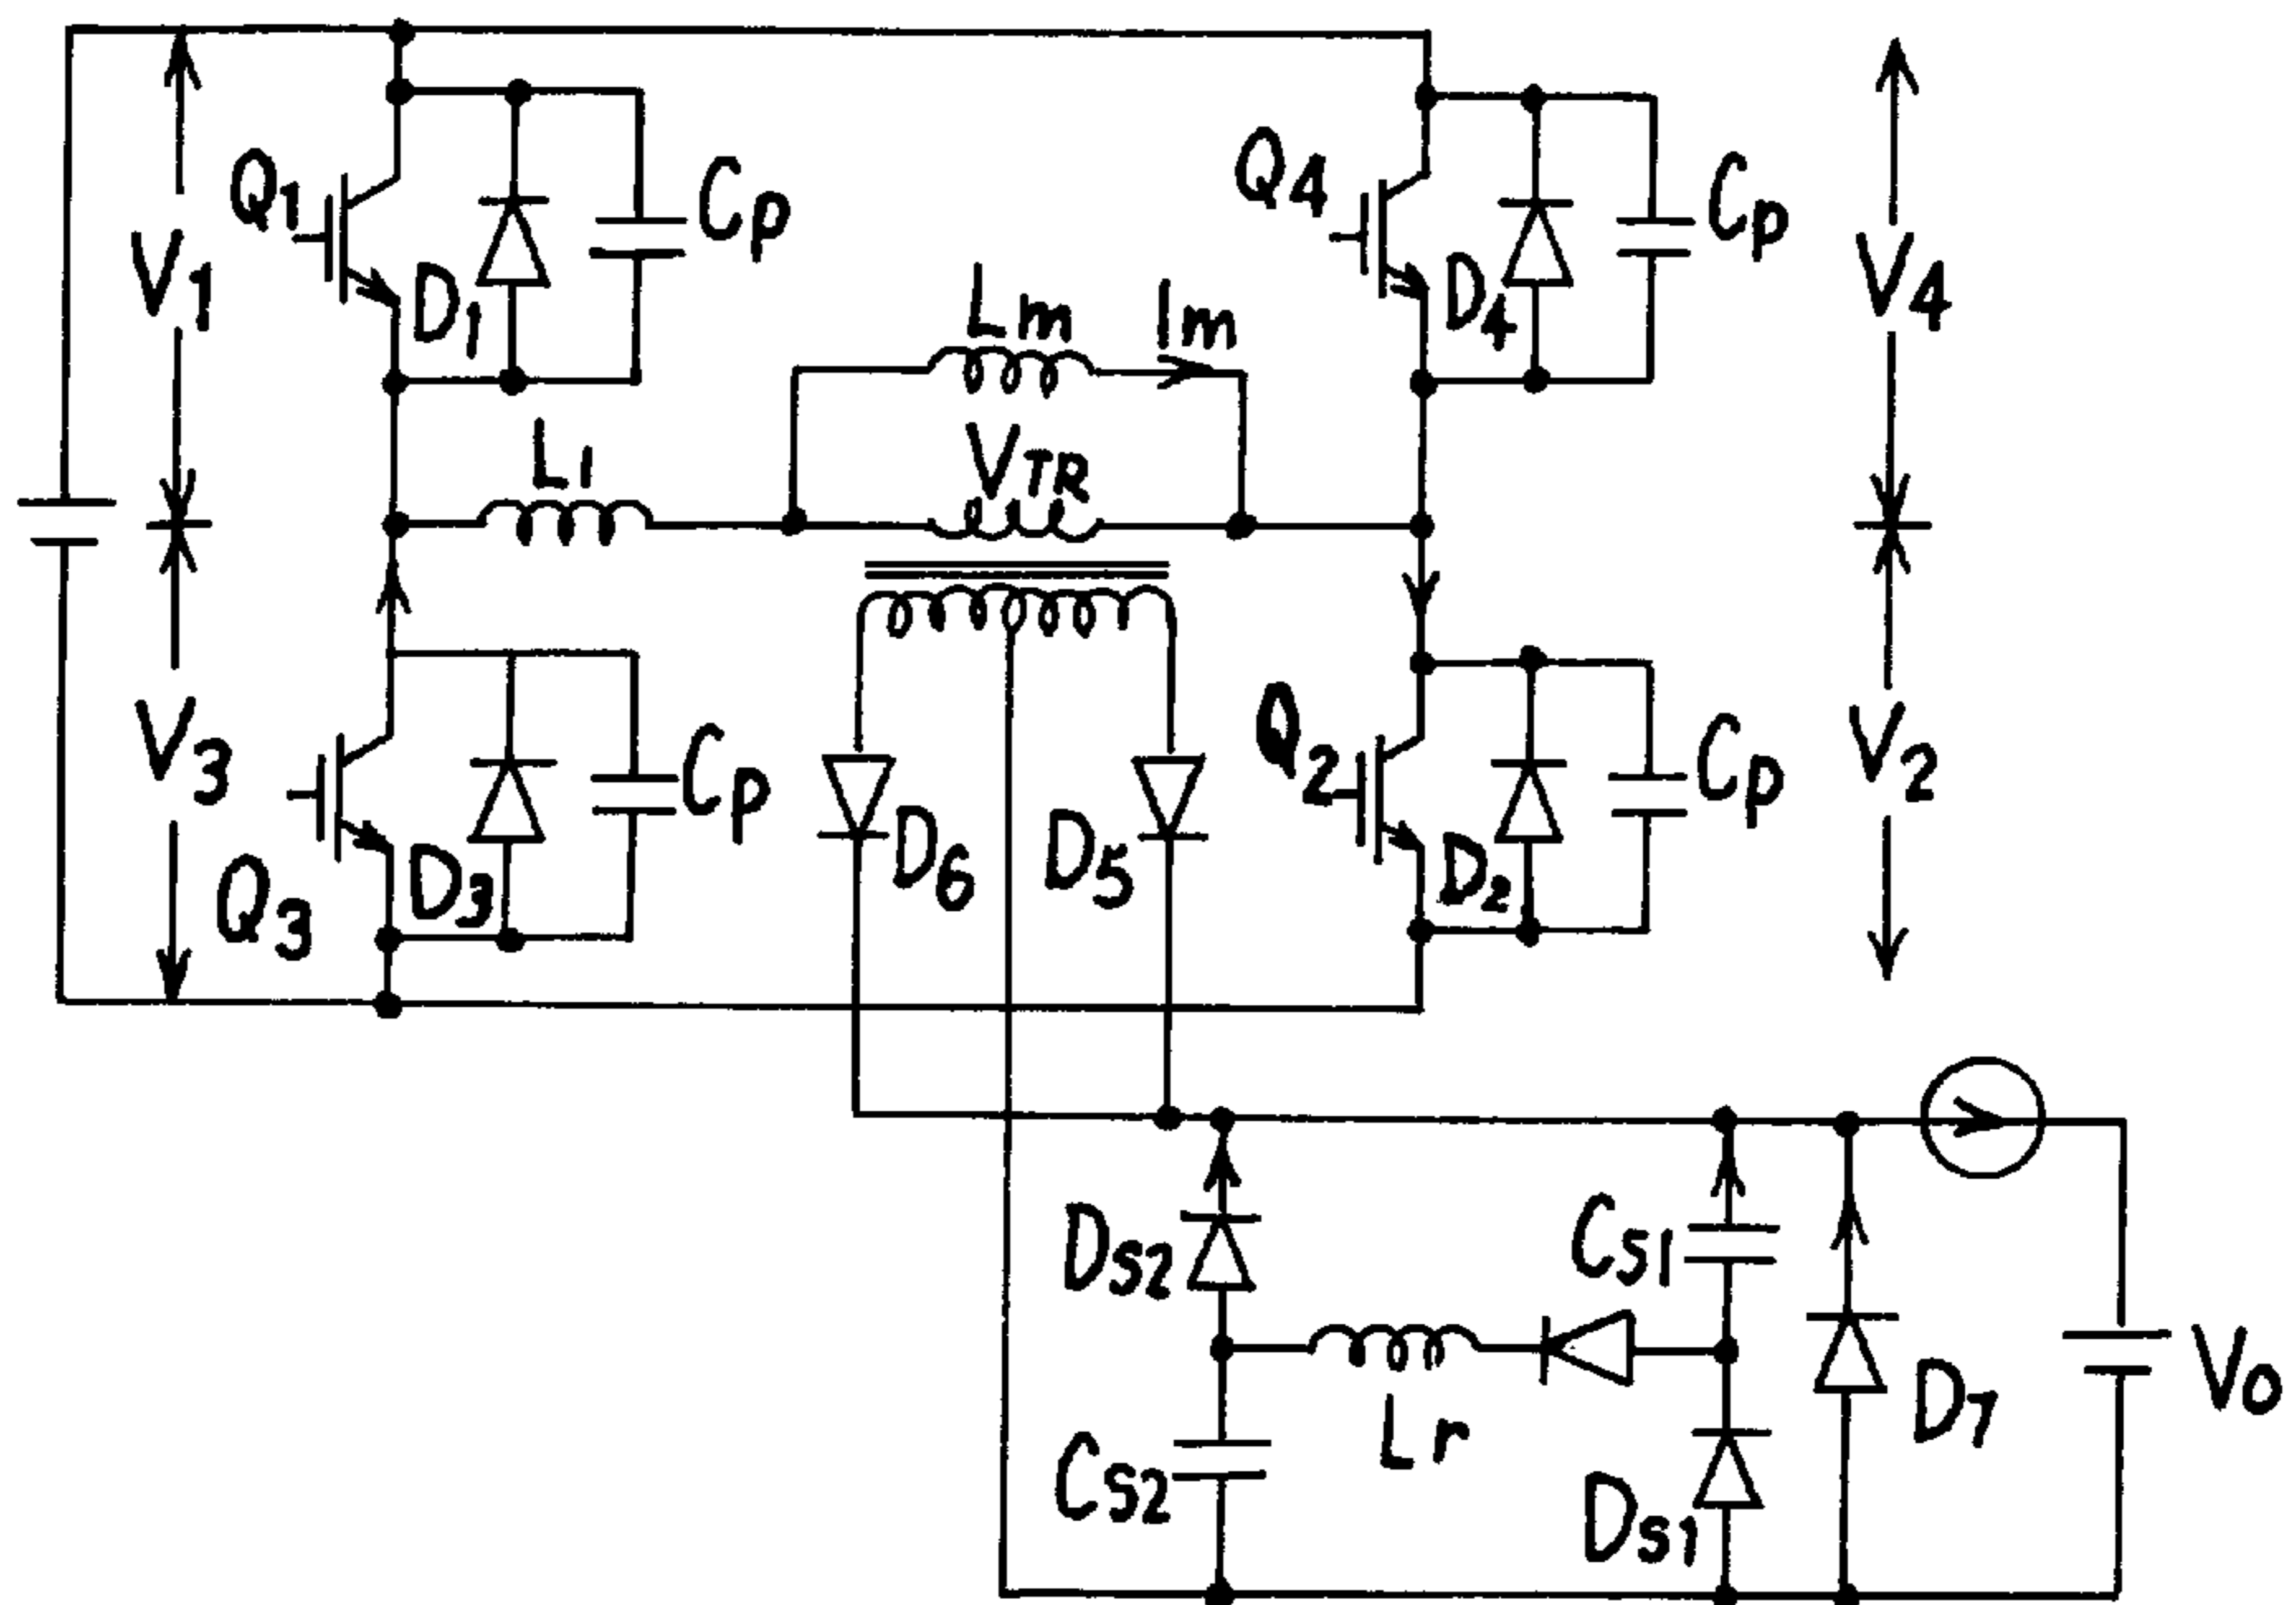 Q1
Cp
Q4
Cp
V1
D1
Lm
Im
D4
V4
L1
VTR
Q2
V3
Cp
D6
D5
Cp
V2
Q3
D3
D2
Ds2
Cs1
Lr
D7
Vo
Cs2
Ds1